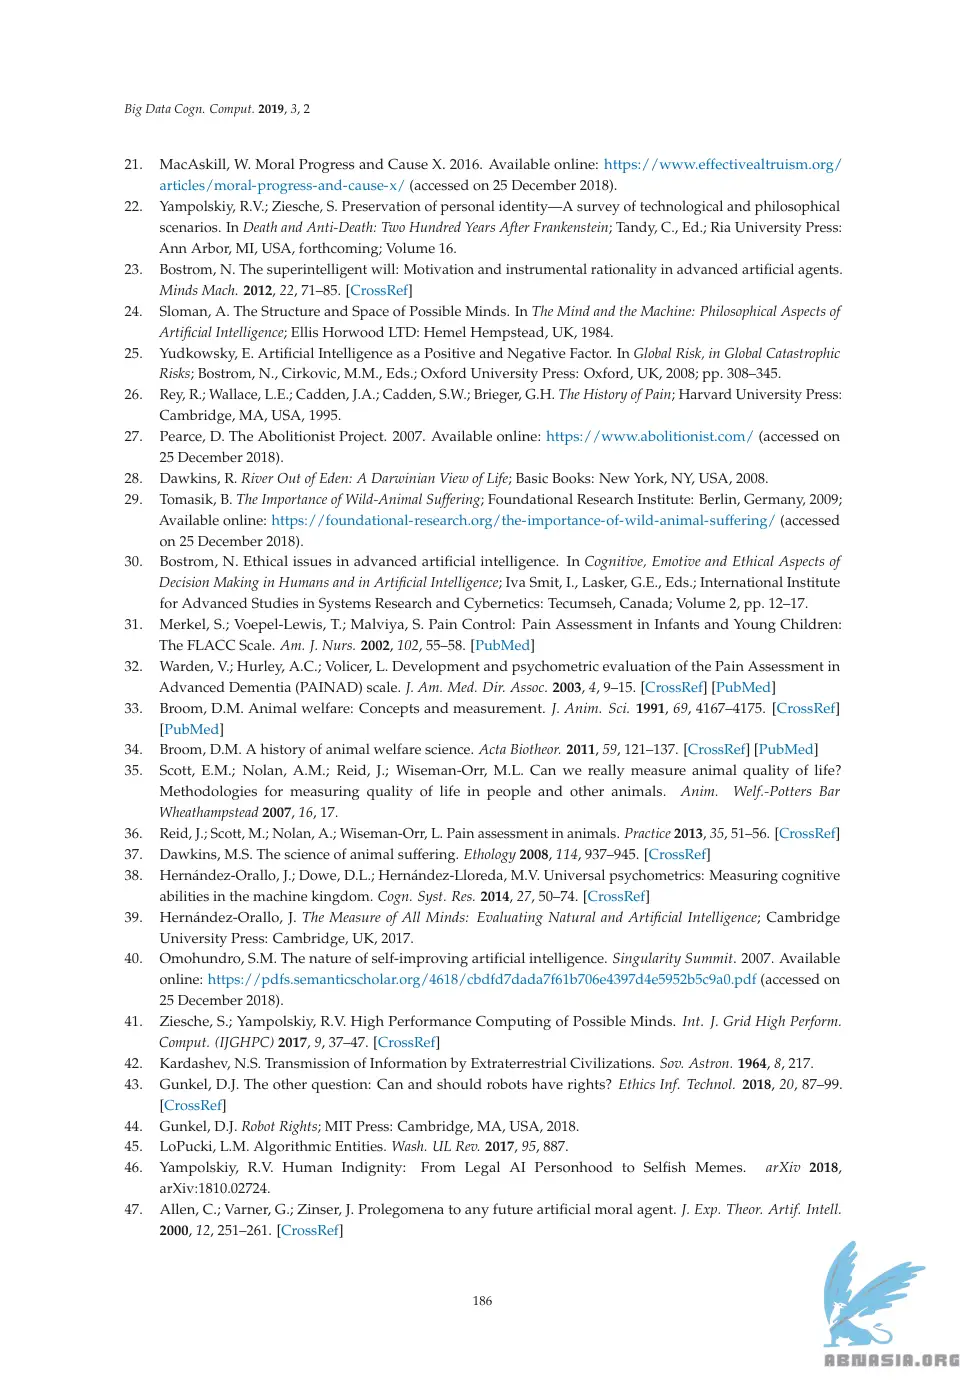 Big Data Cogn. Comput. 2019, 3, 2
21. MacAskill, W. Moral Progress and Cause X. 2016. Available online: https://www.effectivealtruism.org/
articles/moral-progress-and-cause-x/ (accessed on 25 December 2018).
22. Yampolskiy, R.V.; Ziesche, S. Preservation of personal identity—A survey of technological and philosophical
scenarios. In Death and Anti-Death: Two Hundred Years After Frankenstein; Tandy, C., Ed.; Ria University Press:
Ann Arbor, MI, USA, forthcoming; Volume 16.
23. Bostrom, N. The superintelligent will: Motivation and instrumental rationality in advanced artificial agents.
Minds Mach. 2012, 22, 71–85. [CrossRef]
24. Sloman, A. The Structure and Space of Possible Minds. In The Mind and the Machine: Philosophical Aspects of
Artificial Intelligence; Ellis Horwood LTD: Hemel Hempstead, UK, 1984.
25. Yudkowsky, E. Artificial Intelligence as a Positive and Negative Factor. In Global Risk, in Global Catastrophic
Risks; Bostrom, N., Cirkovic, M.M., Eds.; Oxford University Press: Oxford, UK, 2008; pp. 308–345.
26. Rey, R.; Wallace, L.E.; Cadden, J.A.; Cadden, S.W.; Brieger, G.H. The History of Pain; Harvard University Press:
Cambridge, MA, USA, 1995.
27. Pearce, D. The Abolitionist Project. 2007. Available online: https://www.abolitionist.com/ (accessed on
25 December 2018).
28. Dawkins, R. River Out of Eden: A Darwinian View of Life; Basic Books: New York, NY, USA, 2008.
29. Tomasik, B. The Importance of Wild-Animal Suffering; Foundational Research Institute: Berlin, Germany, 2009;
Available online: https://foundational-research.org/the-importance-of-wild-animal-suffering/ (accessed
on 25 December 2018).
30. Bostrom, N. Ethical issues in advanced artificial intelligence. In Cognitive, Emotive and Ethical Aspects of
Decision Making in Humans and in Artificial Intelligence; Iva Smit, I., Lasker, G.E., Eds.; International Institute
for Advanced Studies in Systems Research and Cybernetics: Tecumseh, Canada; Volume 2, pp. 12–17.
31. Merkel, S.; Voepel-Lewis, T.; Malviya, S. Pain Control: Pain Assessment in Infants and Young Children:
The FLACC Scale. Am. J. Nurs. 2002, 102, 55–58. [PubMed]
32. Warden, V.; Hurley, A.C.; Volicer, L. Development and psychometric evaluation of the Pain Assessment in
Advanced Dementia (PAINAD) scale. J. Am. Med. Dir. Assoc. 2003, 4, 9–15. [CrossRef] [PubMed]
33. Broom, D.M. Animal welfare: Concepts and measurement. J. Anim. Sci. 1991, 69, 4167–4175. [CrossRef]
[PubMed]
34. Broom, D.M. A history of animal welfare science. Acta Biotheor. 2011, 59, 121–137. [CrossRef] [PubMed]
35. Scott, E.M.; Nolan, A.M.; Reid, J.; Wiseman-Orr, M.L. Can we really measure animal quality of life?
Methodologies for measuring quality of life in people and other animals. Anim. Welf.-Potters Bar
Wheathampstead 2007, 16, 17.
36. Reid, J.; Scott, M.; Nolan, A.; Wiseman-Orr, L. Pain assessment in animals. Practice 2013, 35, 51–56. [CrossRef]
37. Dawkins, M.S. The science of animal suffering. Ethology 2008, 114, 937–945. [CrossRef]
38. Hernández-Orallo, J.; Dowe, D.L.; Hernández-Lloreda, M.V. Universal psychometrics: Measuring cognitive
abilities in the machine kingdom. Cogn. Syst. Res. 2014, 27, 50–74. [CrossRef]
39. Hernández-Orallo, J. The Measure of All Minds: Evaluating Natural and Artificial Intelligence; Cambridge
University Press: Cambridge, UK, 2017.
40. Omohundro, S.M. The nature of self-improving artificial intelligence. Singularity Summit. 2007. Available
online: https://pdfs.semanticscholar.org/4618/cbdfd7dada7f61b706e4397d4e5952b5c9a0.pdf (accessed on
25 December 2018).
41. Ziesche, S.; Yampolskiy, R.V. High Performance Computing of Possible Minds. Int. J. Grid High Perform.
Comput. (IJGHPC) 2017, 9, 37–47. [CrossRef]
42. Kardashev, N.S. Transmission of Information by Extraterrestrial Civilizations. Sov. Astron. 1964, 8, 217.
43. Gunkel, D.J. The other question: Can and should robots have rights? Ethics Inf. Technol. 2018, 20, 87–99.
[CrossRef]
44. Gunkel, D.J. Robot Rights; MIT Press: Cambridge, MA, USA, 2018.
45. LoPucki, L.M. Algorithmic Entities. Wash. UL Rev. 2017, 95, 887.
46. Yampolskiy, R.V. Human Indignity: From Legal AI Personhood to Selfish Memes. arXiv 2018,
arXiv:1810.02724.
47. Allen, C.; Varner, G.; Zinser, J. Prolegomena to any future artificial moral agent. J. Exp. Theor. Artif. Intell.
2000, 12, 251–261. [CrossRef]
186
ABNASIA.ORG